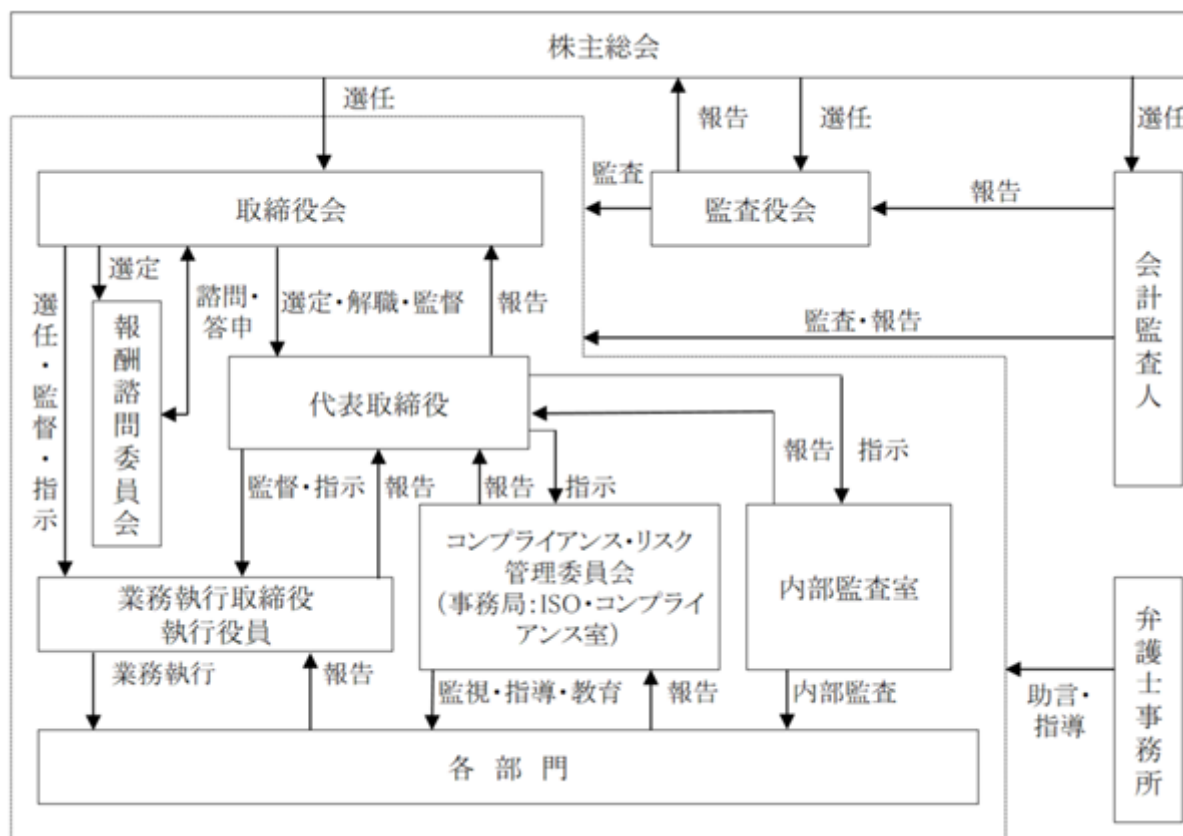 株主総会
選任
報告
選任
選任
監査
取締役会
監査役会
報告
会計監査人
選定
諮問・
答申
選定・解職・監督
報告
監査・報告
選任・監督・指示
報酬諮問委員会
代表取締役
報告
指示
監督・指示
報告
報告
指示
コンプライアンス・リスク
管理委員会
(事務局:ISO・コンプライ
アンス室)
内部監査室
業務執行取締役
執行役員
弁護士事務所
業務執行
報告
監視・指導・教育
報告
内部監査
助言・
指導
各部門